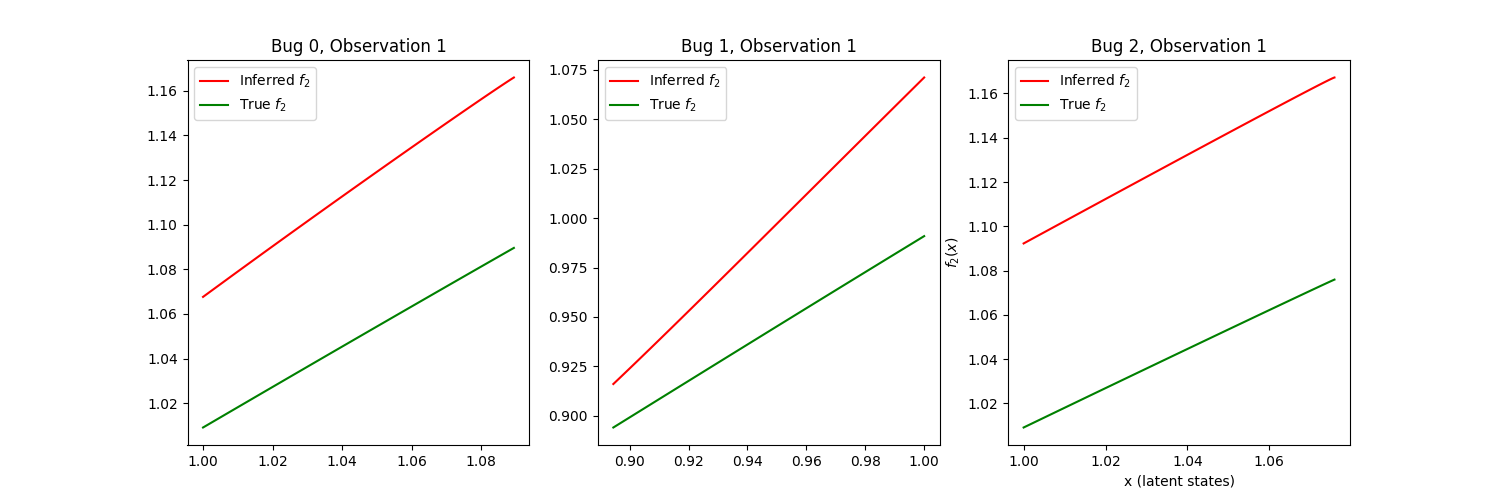 Bug 0, Observation 1
Inferred f₂
True f₂
1.16
1.14
1.12
1.10
1.08
1.06
1.04
1.02
1.00 1.02 1.04 1.06 1.08
Bug 1, Observation 1
Inferred f₂
True f₂
1.075
1.050
1.025
1.000
0.975
0.950
0.925
0.900
0.90 0.92 0.94 0.96 0.98 1.00
Bug 2, Observation 1
Inferred f₂
True f₂
f₂(x)
1.16
1.14
1.12
1.10
1.08
1.06
1.04
1.02
1.00 1.02 1.04 1.06
x (latent states)